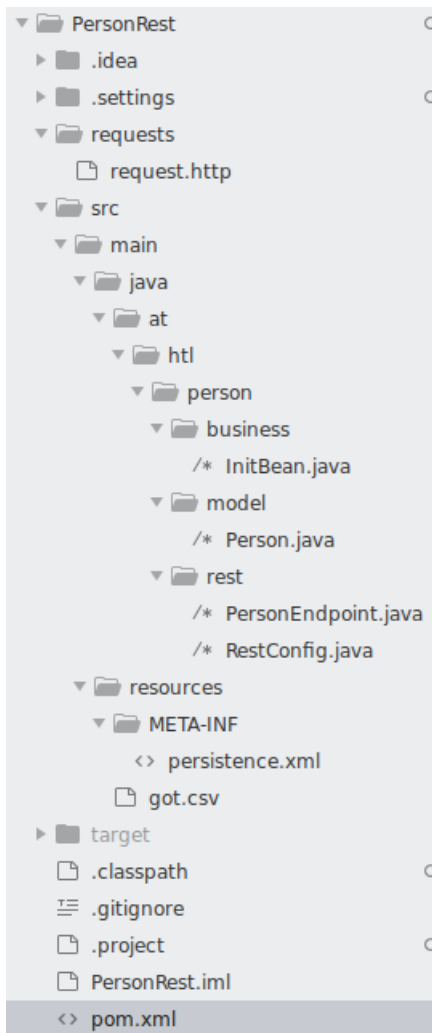 PersonRest
.idea
.settings
requests
request.http
src
main
java
at
htl
person
business
/* InitBean.java
model
/* Person.java
rest
/* PersonEndpoint.java
/* RestConfig.java
resources
META-INF
<> persistence.xml
got.csv
target
.classpath
.gitignore
.project
PersonRest.iml
<> pom.xml